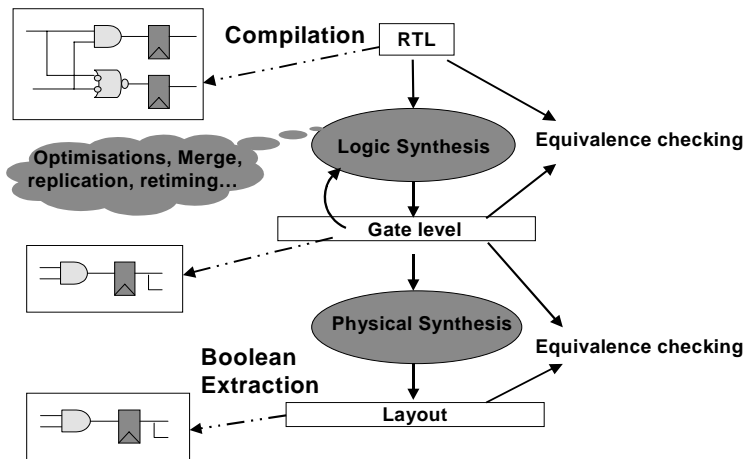 Compilation
RTL
Equivalence checking
Logic Synthesis
Optimisations, Merge,
replication, retiming…
Gate level
Physical Synthesis
Equivalence checking
Boolean
Extraction
Layout